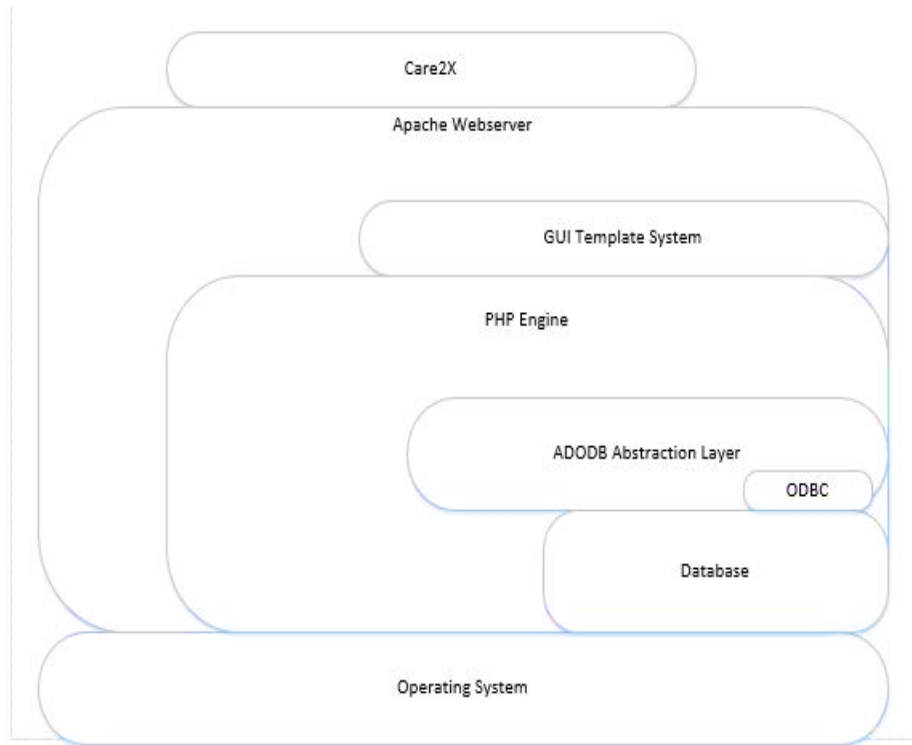 Care2X
Apache Webserver
GUI Template System
PHP Engine
ADODB Abstraction Layer
ODBC
Database
Operating System